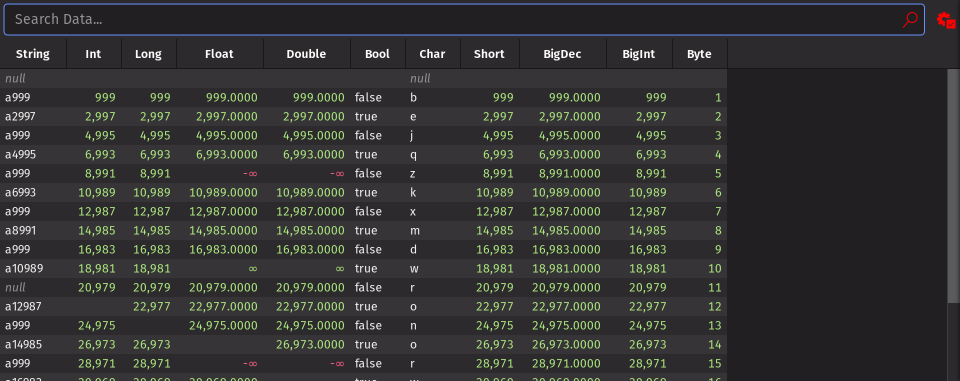 Search Data...
String Int Long Float Double Bool Char Short BigDec BigInt Byte
null null
a999 999 999 999.0000 999.0000 false b 999 999.0000 999 1
a2997 2,997 2,997 2,997.0000 2,997.0000 true e 2,997 2,997.0000 2,997 2
a999 4,995 4,995 4,995.0000 4,995.0000 false j 4,995 4,995.0000 4,995 3
a4995 6,993 6,993 6,993.0000 6,993.0000 true q 6,993 6,993.0000 6,993 4
a999 8,991 8,991 -∞ -∞ false z 8,991 8,991.0000 8,991 5
a6993 10,989 10,989 10,989.0000 10,989.0000 true k 10,989 10,989.0000 10,989 6
a999 12,987 12,987 12,987.0000 12,987.0000 false x 12,987 12,987.0000 12,987 7
a8991 14,985 14,985 14,985.0000 14,985.0000 true m 14,985 14,985.0000 14,985 8
a999 16,983 16,983 16,983.0000 16,983.0000 false d 16,983 16,983.0000 16,983 9
a10989 18,981 18,981 ∞ ∞ true w 18,981 18,981.0000 18,981 10
null 20,979 20,979 20,979.0000 20,979.0000 false r 20,979 20,979.0000 20,979 11
a12987 22,977 22,977.0000 22,977.0000 true o 22,977 22,977.0000 22,977 12
a999 24,975 24,975.0000 24,975.0000 false n 24,975 24,975.0000 24,975 13
a14985 26,973 26,973 26,973.0000 true o 26,973 26,973.0000 26,973 14
a999 28,971 28,971 -∞ -∞ false r 28,971 28,971.0000 28,971 15